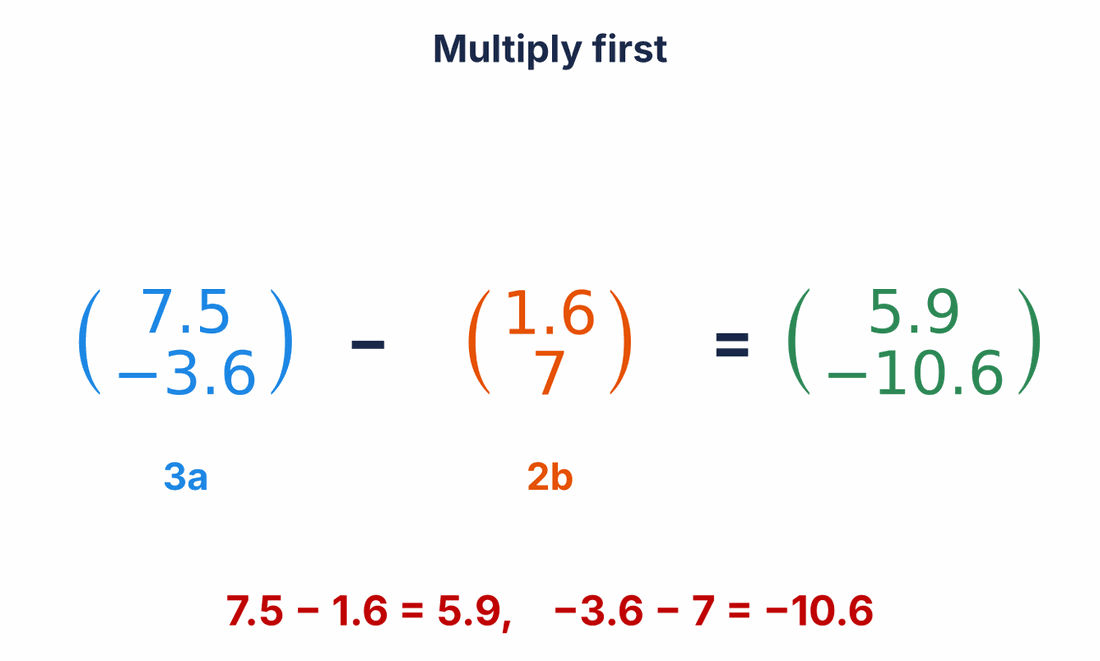 Multiply first
(7.5 −3.6) − (1.6 7) = (5.9 −10.6)
3a 2b
7.5 − 1.6 = 5.9, −3.6 − 7 = −10.6